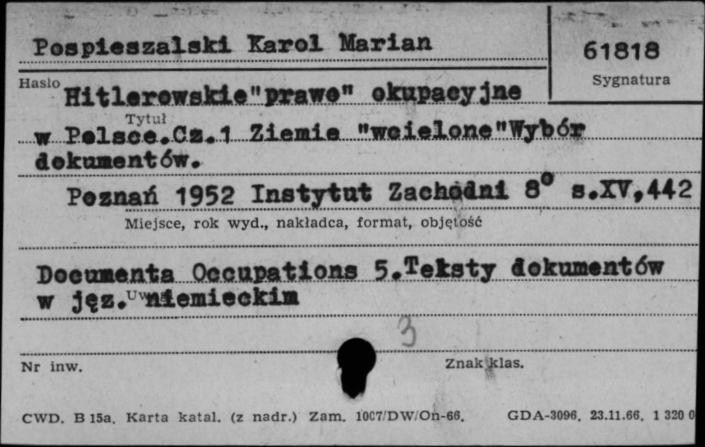 Pospieszalski Karol Marian
61818
Sygnatura
Hasło
Hitlerowskie"prawo" okupacyjne
Tytuł
w Polsce.Cz.1 Ziemie "wcielone"Wybór
dokumentów.
Poznań 1952 Instytut Zachodni 8° s.XV,442
Miejsce, rok wyd., nakładca, format, objętość
Documenta Occupations 5.Teksty dokumentów
w jęz. niemieckim
3
Nr inw.
Znak klas.
CWD. B 15a. Karta katal. (z nadr.) Zam. 1007/DW/On-66. GDA-3096. 23.11.66. 1 320 0